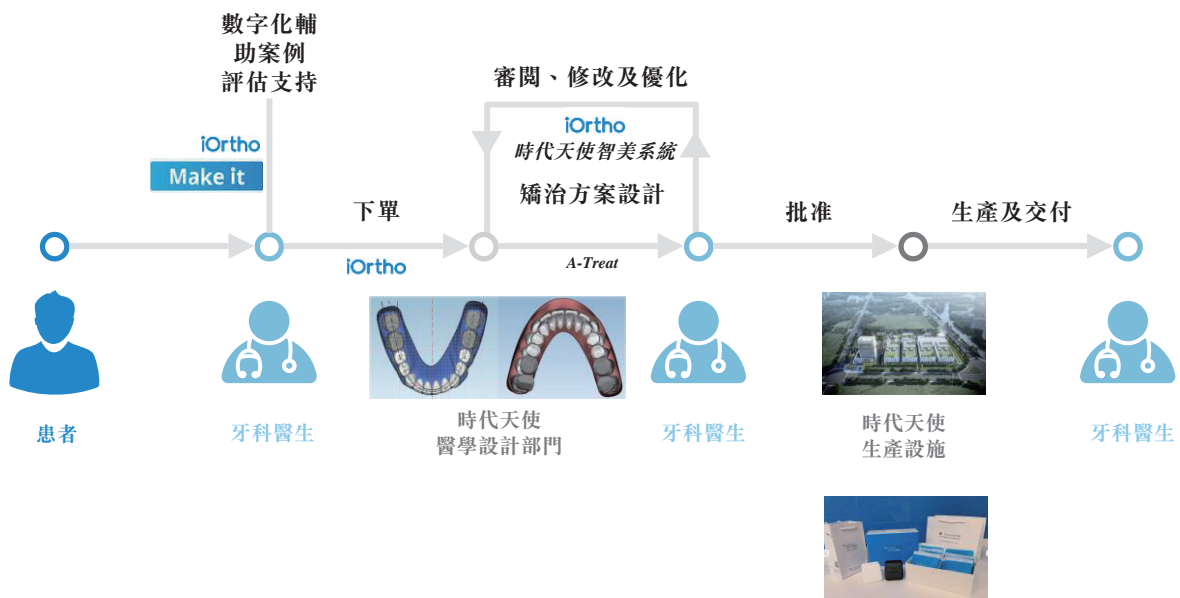 數字化輔
助案例
評估支持
審閱、修改及優化
iOrtho
時代天使智美系統
iOrtho
Make it
矯治方案設計
下單
批准
生產及交付
iOrtho
A-Treat
患者
牙科醫生
時代天使
醫學設計部門
牙科醫生
時代天使
生產設施
牙科醫生